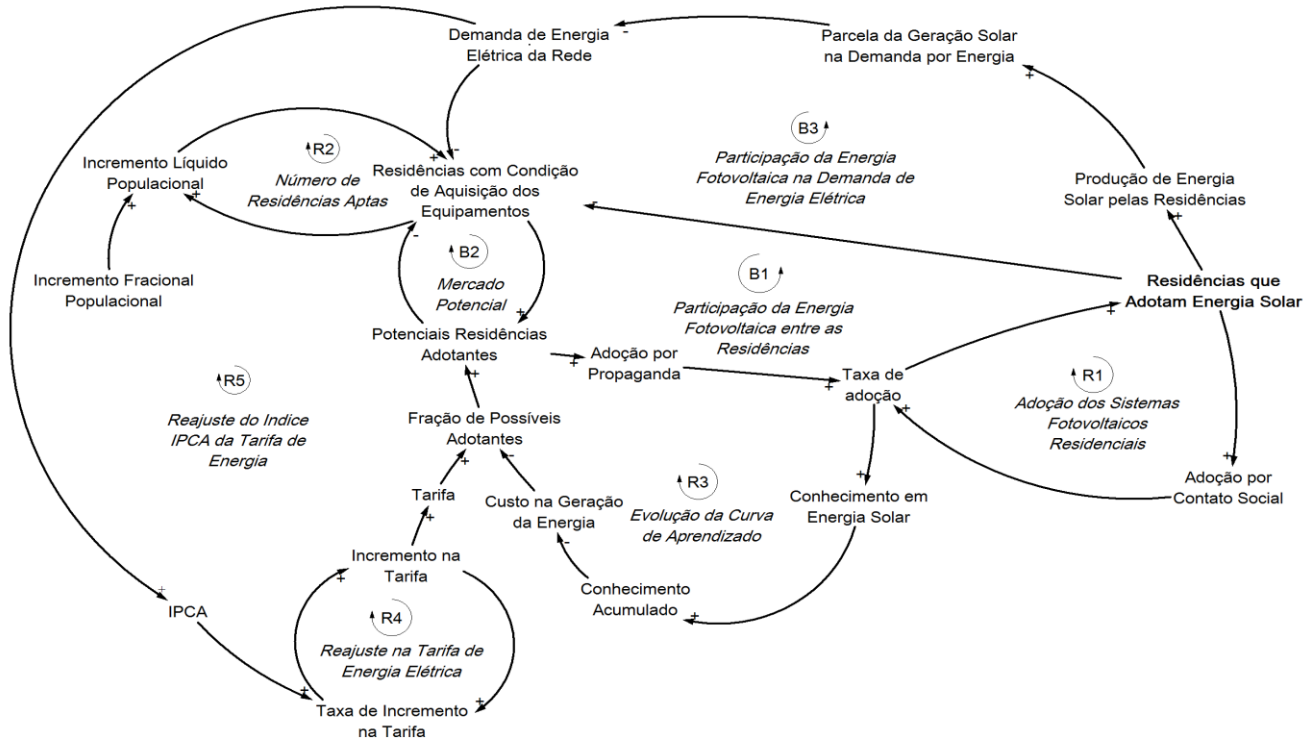 Demanda de Energia
Elétrica da Rede
-
Parcela da Geração Solar
na Demanda por Energia
+
-
R2
B3
Incremento Líquido
Populacional
+
+
Número de
Residências Aptas
+
-
Residências com Condição
de Aquisição dos
Equipamentos
-
Participação da Energia
Fotovoltaica na Demanda de
Energia Elétrica
Produção de Energia
Solar pelas Residências
+
-
B2
Mercado
Potencial
+
Incremento Fracional
Populacional
B1
Participação da Energia
Fotovoltaica entre as
Residências
Residências que
Adotam Energia Solar
+
Potenciais Residências
Adotantes
+
+
Adoção por
Propaganda
+
Taxa de
adoção
+
R1
Adoção dos Sistemas
Fotovoltaicos
Residenciais
R5
Reajuste do Indice
IPCA da Tarifa de
Energia
Fração de Possíveis
Adotantes
+
-
+
+
Adoção por
Contato Social
Tarifa
+
Custo na Geração
da Energia
-
R3
Evolução da Curva
de Aprendizado
Conhecimento em
Energia Solar
Incremento na
Tarifa
+
Conhecimento
Acumulado
+
+
IPCA
R4
Reajuste na Tarifa de
Energia Elétrica
+
+
Taxa de Incremento
na Tarifa